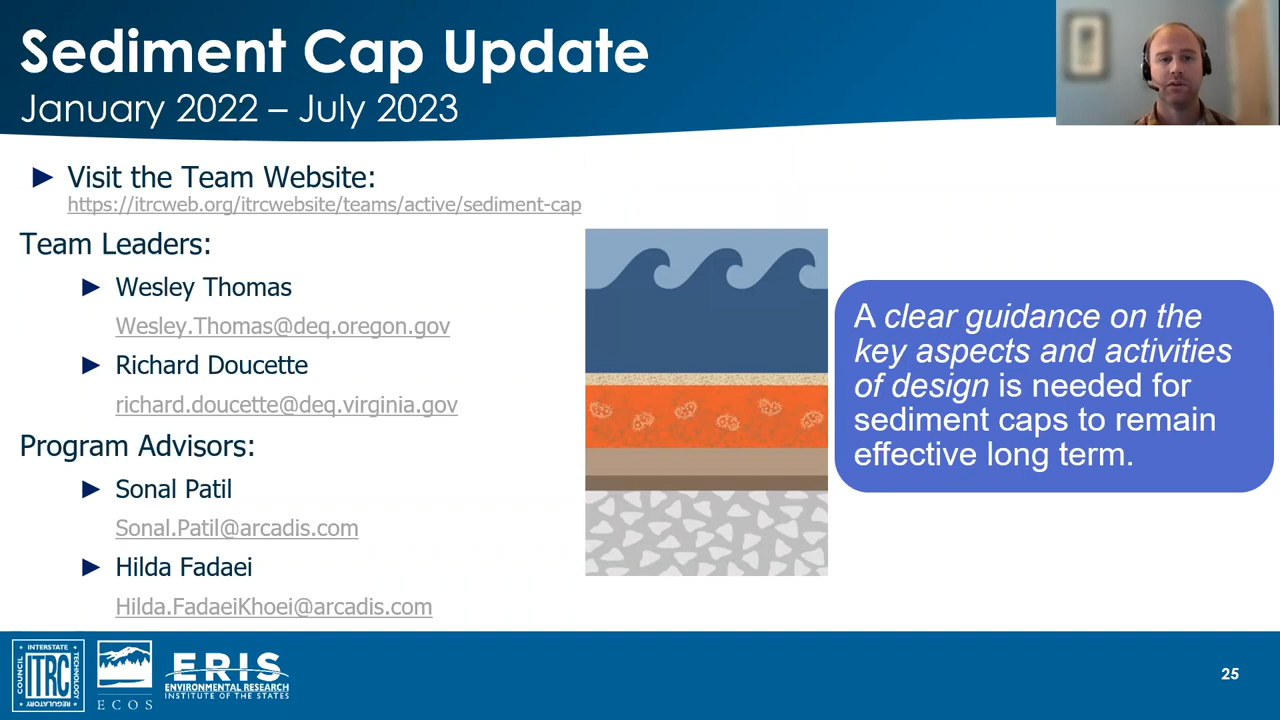 Sediment Cap Update
January 2022 – July 2023
► Visit the Team Website:
https://itrcweb.org/itrcwebsite/teams/active/sediment-cap
Team Leaders:
► Wesley Thomas
Wesley.Thomas@deq.oregon.gov
► Richard Doucette
richard.doucette@deq.virginia.gov
Program Advisors:
► Sonal Patil
Sonal.Patil@arcadis.com
► Hilda Fadaei
Hilda.FadaeiKhoei@arcadis.com
A clear guidance on the
key aspects and activities
of design is needed for
sediment caps to remain
effective long term.
INTERSTATE
COUNCIL
ITRC
TECHNOLOGY
REGULATORY
ECOS
ERIS
ENVIRONMENTAL RESEARCH
INSTITUTE OF THE STATES
25